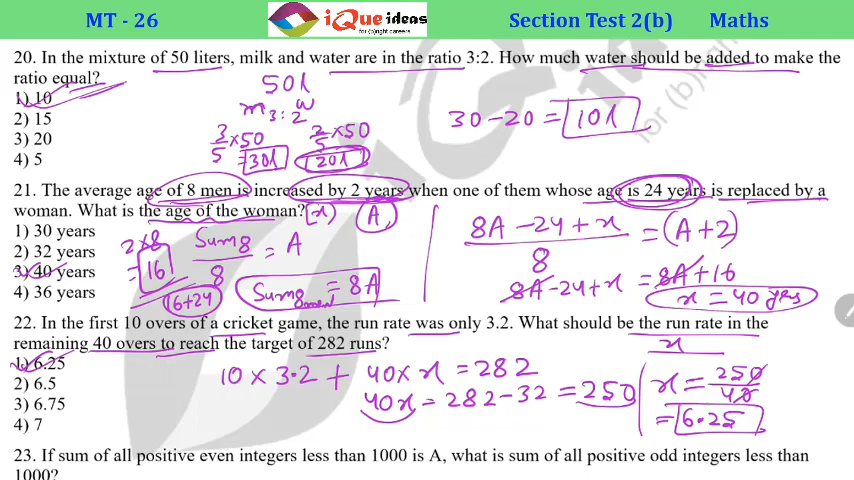 MT - 26
iQue ideas
for (b)right careers
Section Test 2(b) Maths
20. In the mixture of 50 liters, milk and water are in the ratio 3:2. How much water should be added to make the
ratio equal?
50l
1) 10
m w
3 : 2
30 - 20 = 10l
2) 15
3/5 × 50 2/5 × 50
3) 20
= 30l = 20l
4) 5
21. The average age of 8 men is increased by 2 years when one of them whose age is 24 years is replaced by a
woman. What is the age of the woman? (x) A
1) 30 years
2 × 8
Sum8 / 8 = A
(8A - 24 + x) / 8 = (A + 2)
2) 32 years
= 16
3) 40 years
8A - 24 + x = 8A + 16
4) 36 years
16 + 24
Sum8men = 8A
x = 40 yrs
22. In the first 10 overs of a cricket game, the run rate was only 3.2. What should be the run rate in the
remaining 40 overs to reach the target of 282 runs?
x
1) 6.25
10 × 3.2 + 40 × x = 282
2) 6.5
40x = 282 - 32 = 250
x = 250/40
3) 6.75
= 6.25
4) 7
23. If sum of all positive even integers less than 1000 is A, what is sum of all positive odd integers less than
1000?